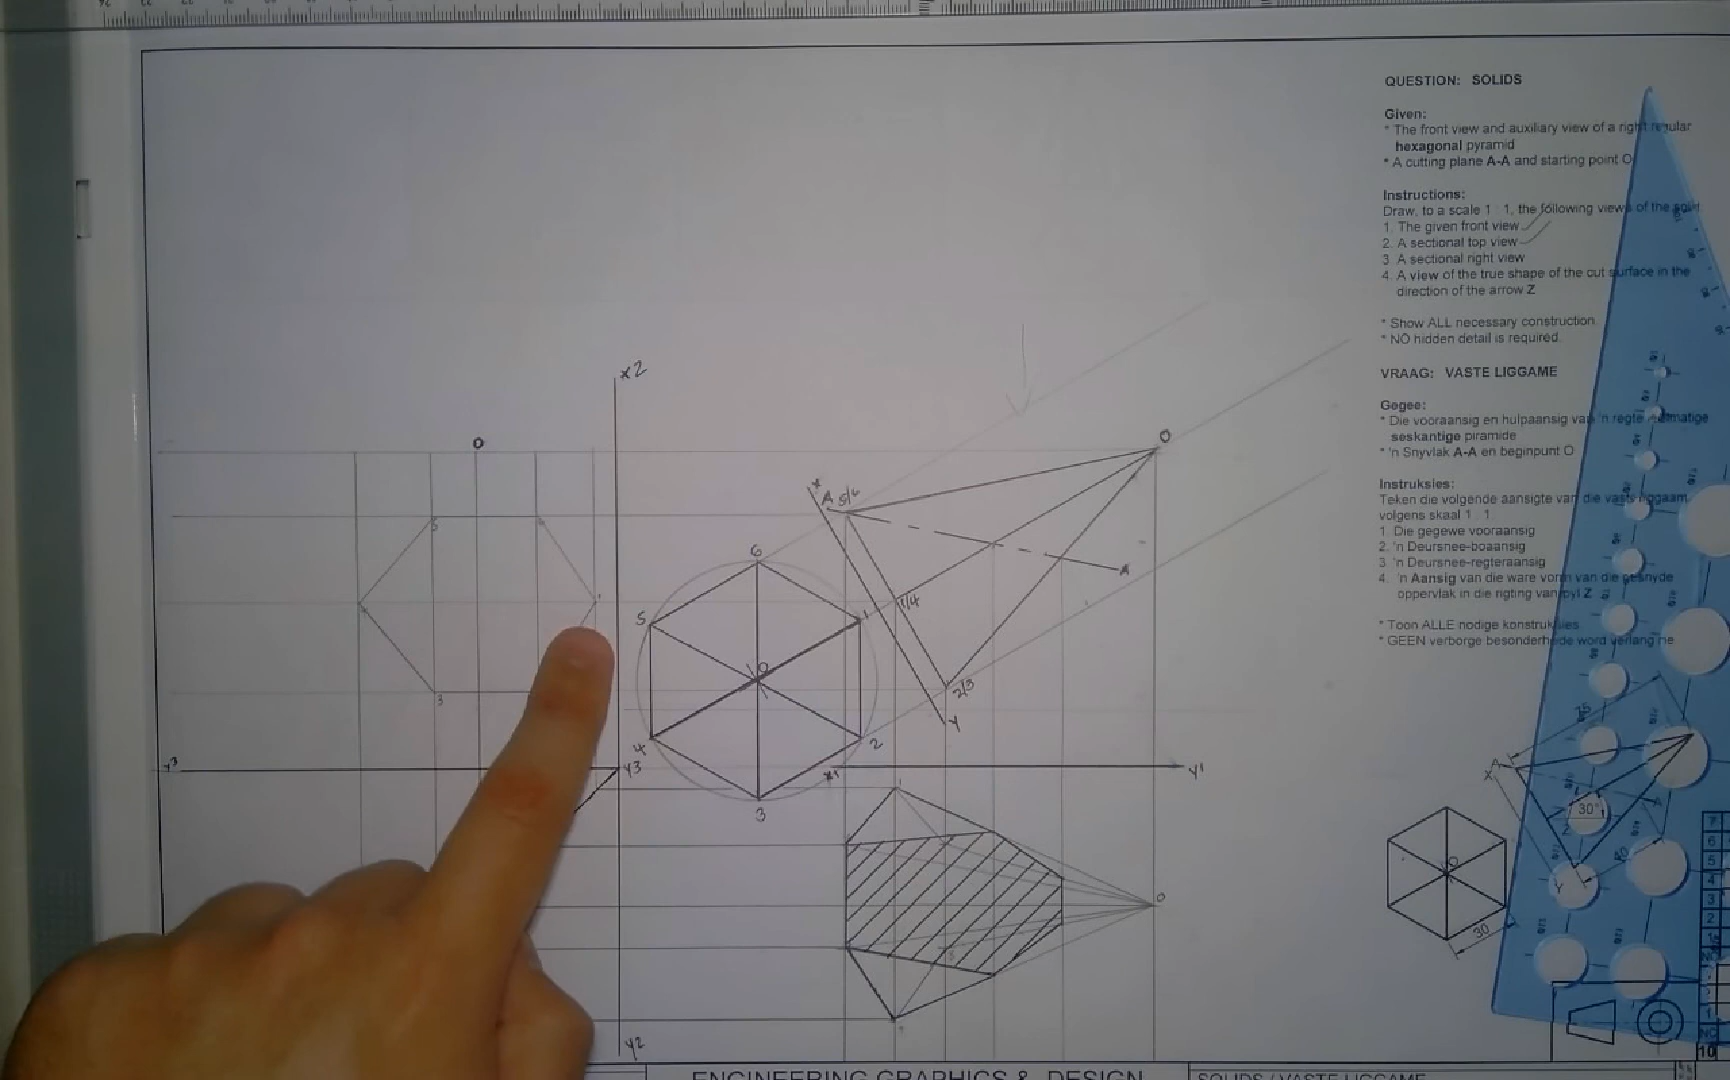 QUESTION: SOLIDS
Given:
* The front view and auxiliary view of a right regular
hexagonal pyramid
* A cutting plane A-A and starting point O
Instructions:
Draw, to a scale 1 : 1, the following views of the solid
1. The given front view
2. A sectional top view
3. A sectional right view
4. A view of the true shape of the cut surface in the
direction of the arrow Z
* Show ALL necessary construction.
* NO hidden detail is required.
VRAAG: VASTE LIGGAME
Gegee:
* Die vooraansig en hulpaansig van 'n regte reëlmatige
seskantige piramide
* 'n Snyvlak A-A en beginpunt O
Instruksies:
Teken die volgende aansigte van die vaste liggaam
volgens skaal 1 : 1
1. Die gegewe vooraansig
2. 'n Deursnee-boaansig
3. 'n Deursnee-regteraansig
4. 'n Aansig van die ware vorm van die gesnyde
oppervlak in die rigting van pyl Z
* Toon ALLE nodige konstruksies
* GEEN verborge besonderhede word verlang nie
x2
O
O
A
5/6
A
1/4
2/3
Y
6
5
1
O
4
2
3
5
3
Y3
Y3
X1
Y1
O
Y2
30°
30
10
ENGINEERING GRAPHICS & DESIGN
SOLIDS / VASTE LIGGAME